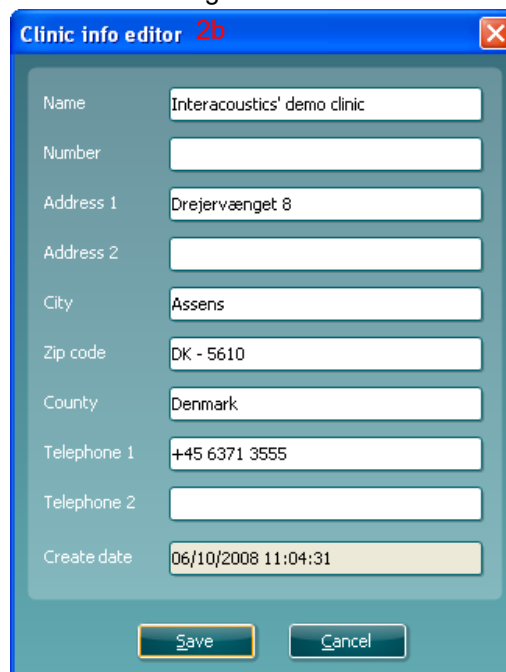 Clinic info editor 2b
Name Interacoustics' demo clinic
Number
Address 1 Drejervænget 8
Address 2
City Assens
Zip code DK - 5610
County Denmark
Telephone 1 +45 6371 3555
Telephone 2
Create date 06/10/2008 11:04:31
Save Cancel